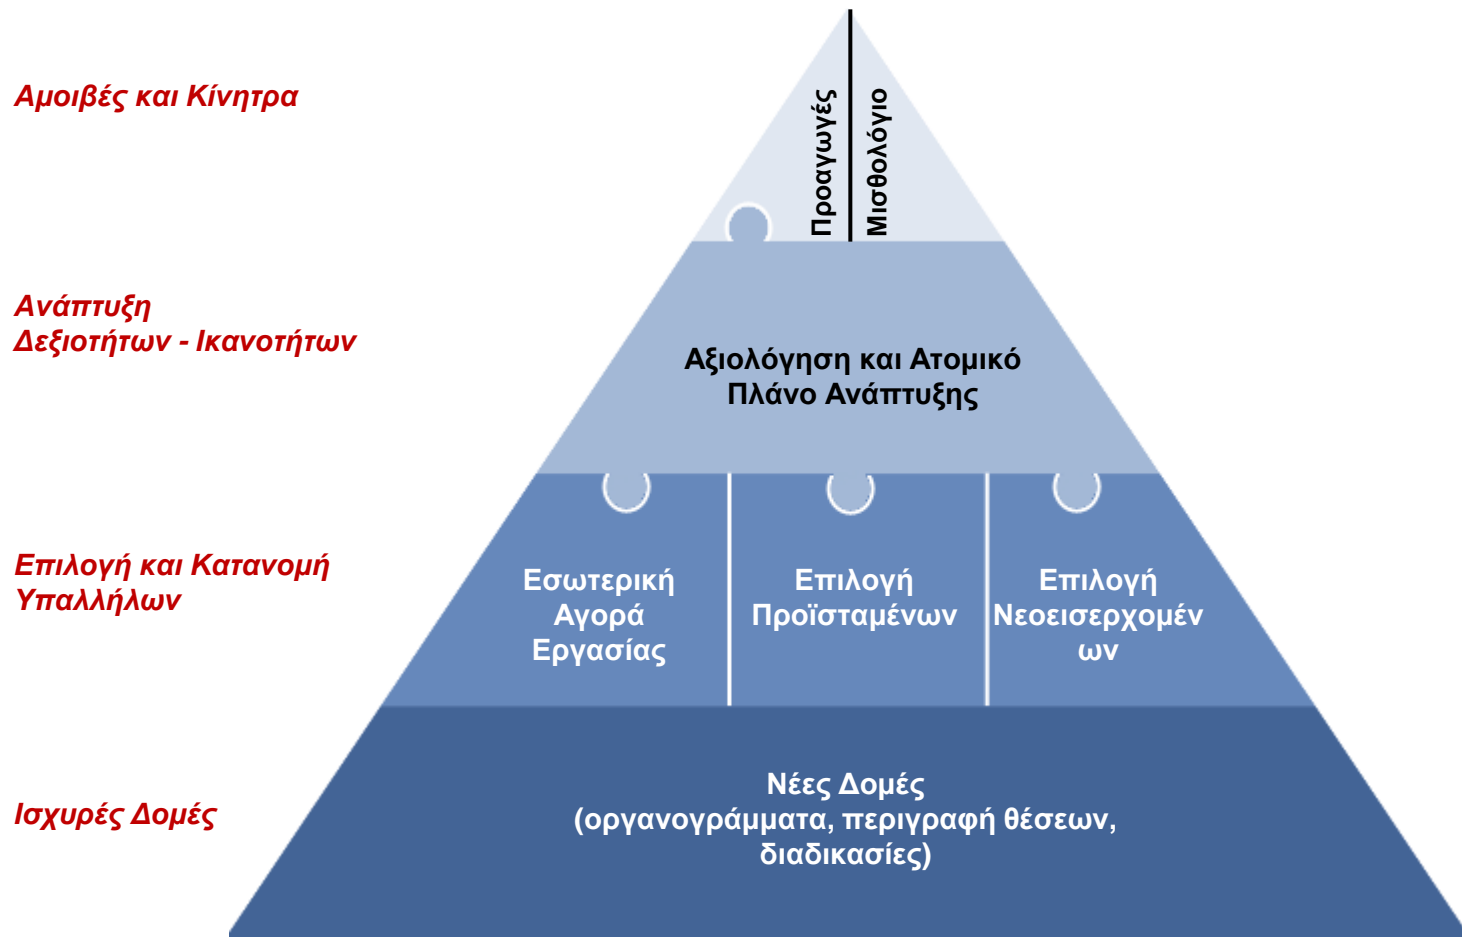 Αμοιβές και Κίνητρα
Προαγωγές
Μισθολόγιο
Ανάπτυξη
Δεξιοτήτων - Ικανοτήτων
Αξιολόγηση και Ατομικό
Πλάνο Ανάπτυξης
Επιλογή και Κατανομή
Υπαλλήλων
Εσωτερική
Αγορά
Εργασίας
Επιλογή
Προϊσταμένων
Επιλογή
Νεοεισερχομέν
ων
Ισχυρές Δομές
Νέες Δομές
(οργανογράμματα, περιγραφή θέσεων,
διαδικασίες)